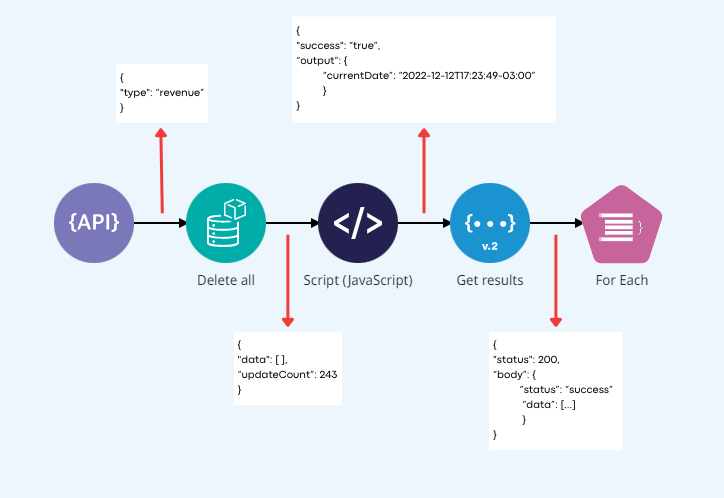 {
"success": "true",
"output": {
"currentDate": "2022-12-12T17:23:49-03:00"
}
}
{
"type": "revenue"
}
{API}
</>
{•••}
v.2
}
Delete all
Script (JavaScript)
Get results
For Each
{
"data": [ ],
"updateCount": 243
}
{
"status": 200,
"body": {
"status": "success"
"data": [...]
}
}